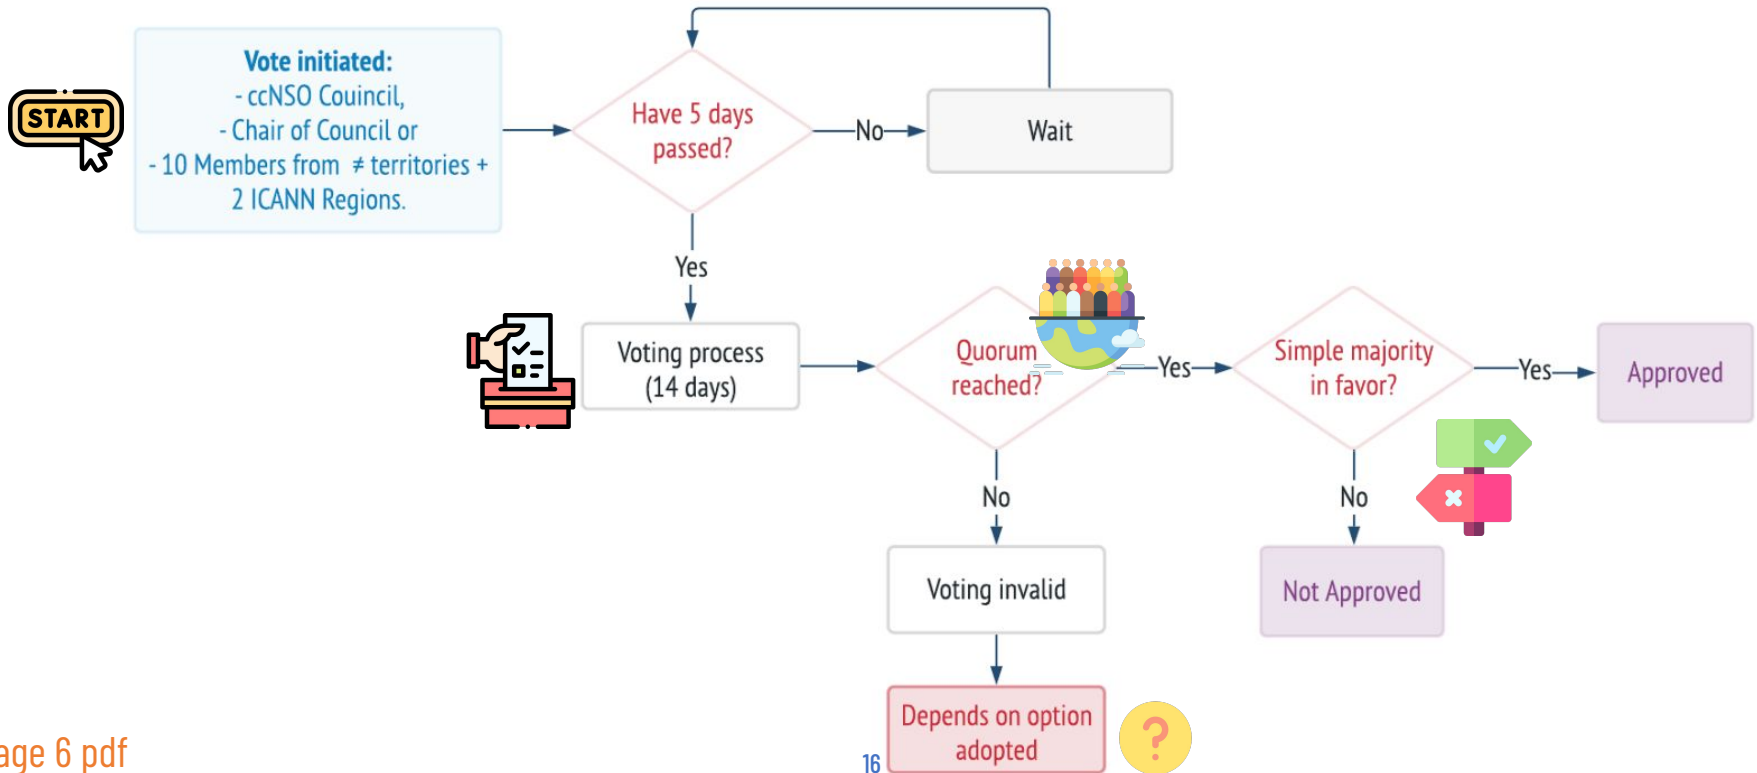 START
Vote initiated:
- ccNSO Couincil,
- Chair of Council or
- 10 Members from ≠ territories +
2 ICANN Regions.
Have 5 days
passed?
No
Wait
Yes
Voting process
(14 days)
Quorum
reached?
Yes
Simple majority
in favor?
Yes
Approved
No
No
Voting invalid
Not Approved
Depends on option
adopted
?
age 6 pdf
16